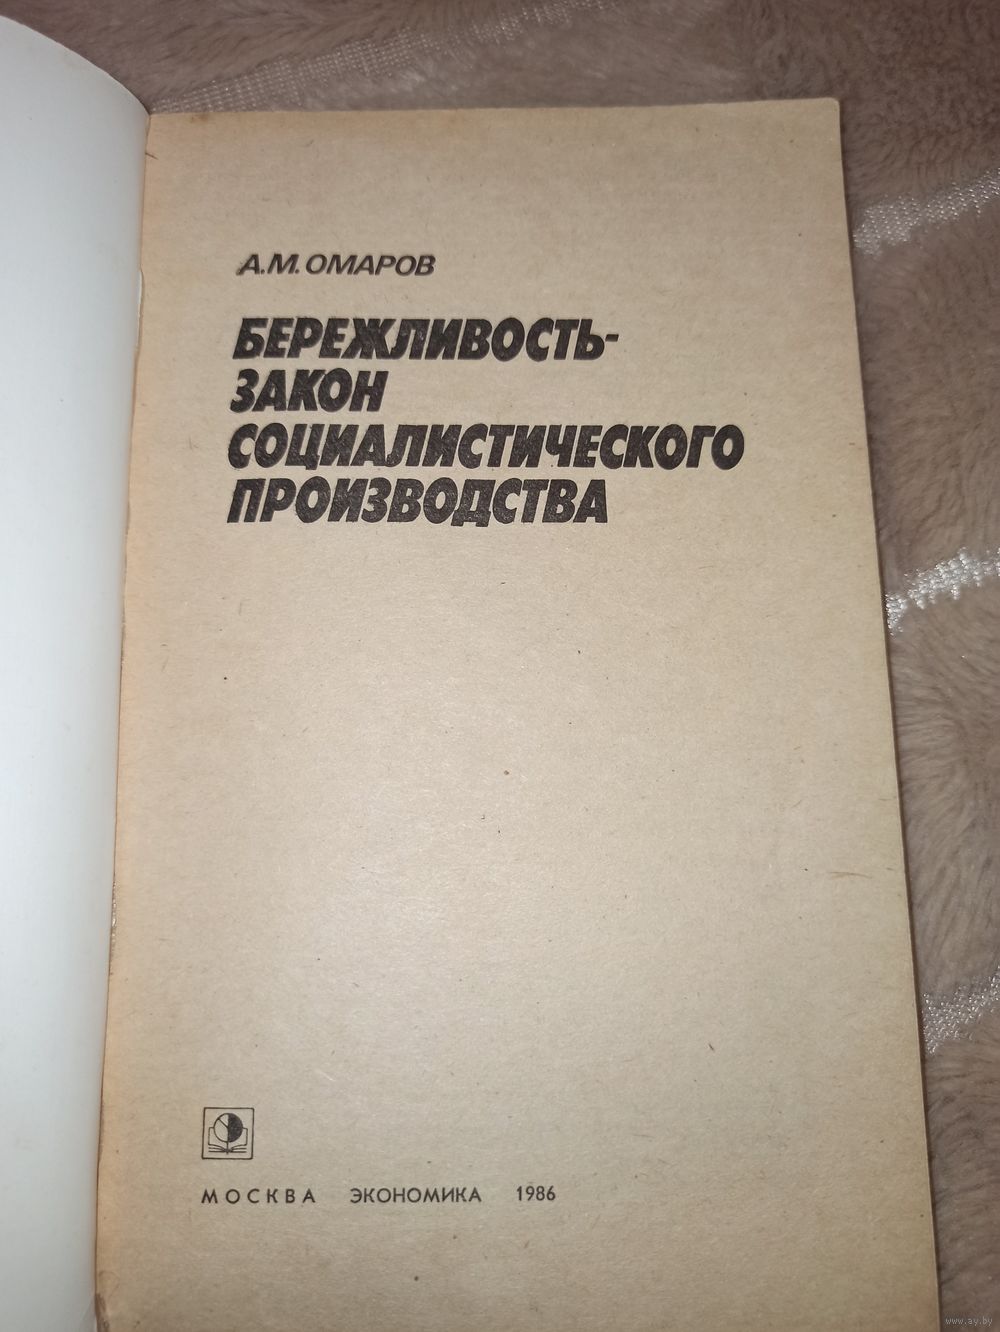 А.М. ОМАРОВ
БЕРЕЖЛИВОСТЬ-
ЗАКОН
СОЦИАЛИСТИЧЕСКОГО
ПРОИЗВОДСТВА
МОСКВА ЭКОНОМИКА 1986
www.ay.by